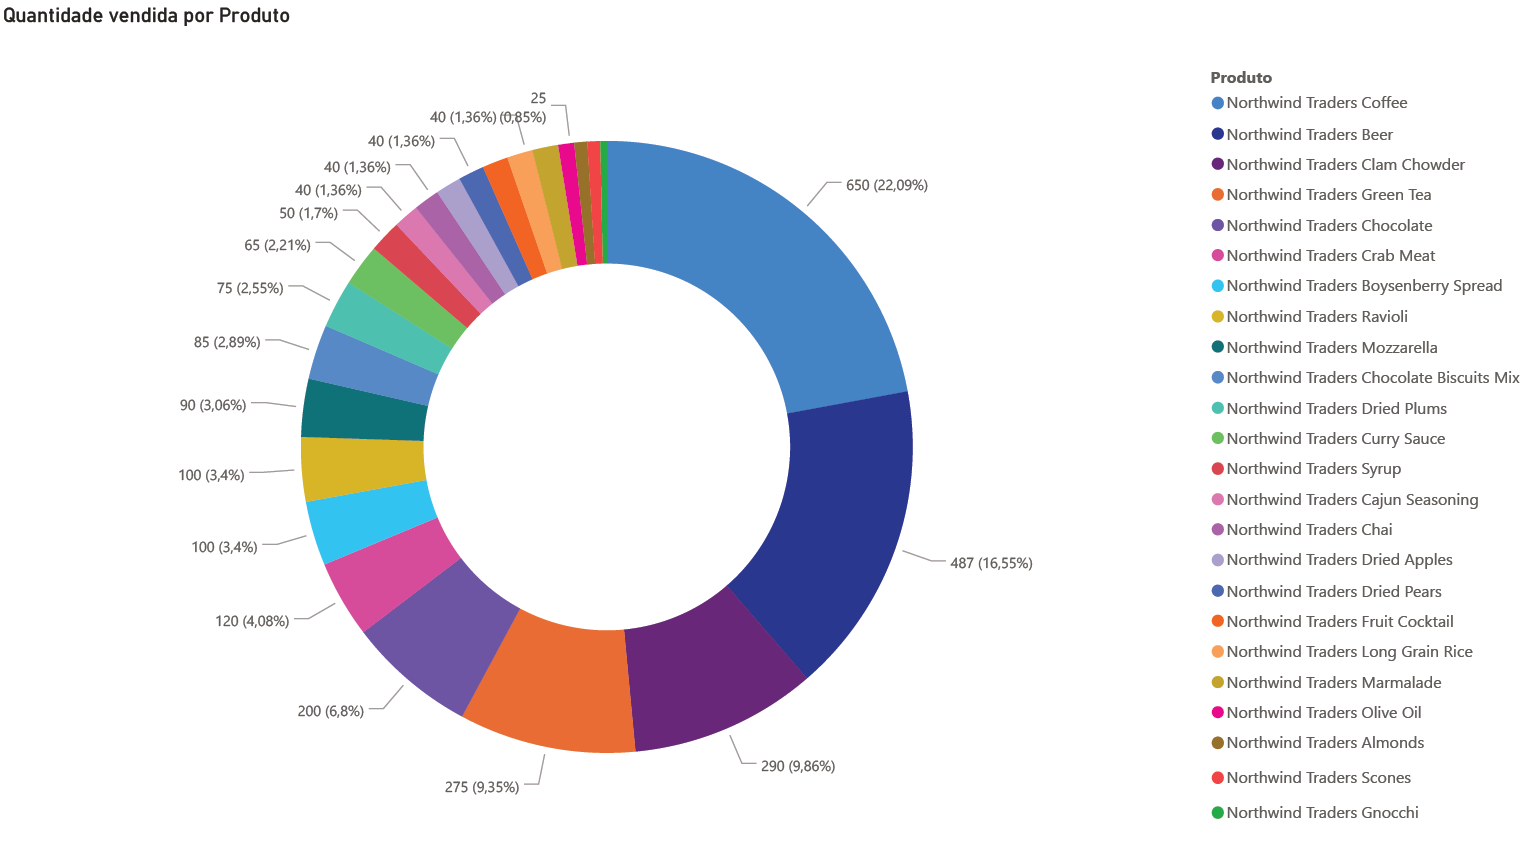 Quantidade vendida por Produto
25
40 (1,36%)
(0,85%)
40 (1,36%)
40 (1,36%)
40 (1,36%)
50 (1,7%)
65 (2,21%)
75 (2,55%)
85 (2,89%)
90 (3,06%)
100 (3,4%)
100 (3,4%)
120 (4,08%)
200 (6,8%)
275 (9,35%)
290 (9,86%)
487 (16,55%)
650 (22,09%)
Produto
Northwind Traders Coffee
Northwind Traders Beer
Northwind Traders Clam Chowder
Northwind Traders Green Tea
Northwind Traders Chocolate
Northwind Traders Crab Meat
Northwind Traders Boysenberry Spread
Northwind Traders Ravioli
Northwind Traders Mozzarella
Northwind Traders Chocolate Biscuits Mix
Northwind Traders Dried Plums
Northwind Traders Curry Sauce
Northwind Traders Syrup
Northwind Traders Cajun Seasoning
Northwind Traders Chai
Northwind Traders Dried Apples
Northwind Traders Dried Pears
Northwind Traders Fruit Cocktail
Northwind Traders Long Grain Rice
Northwind Traders Marmalade
Northwind Traders Olive Oil
Northwind Traders Almonds
Northwind Traders Scones
Northwind Traders Gnocchi